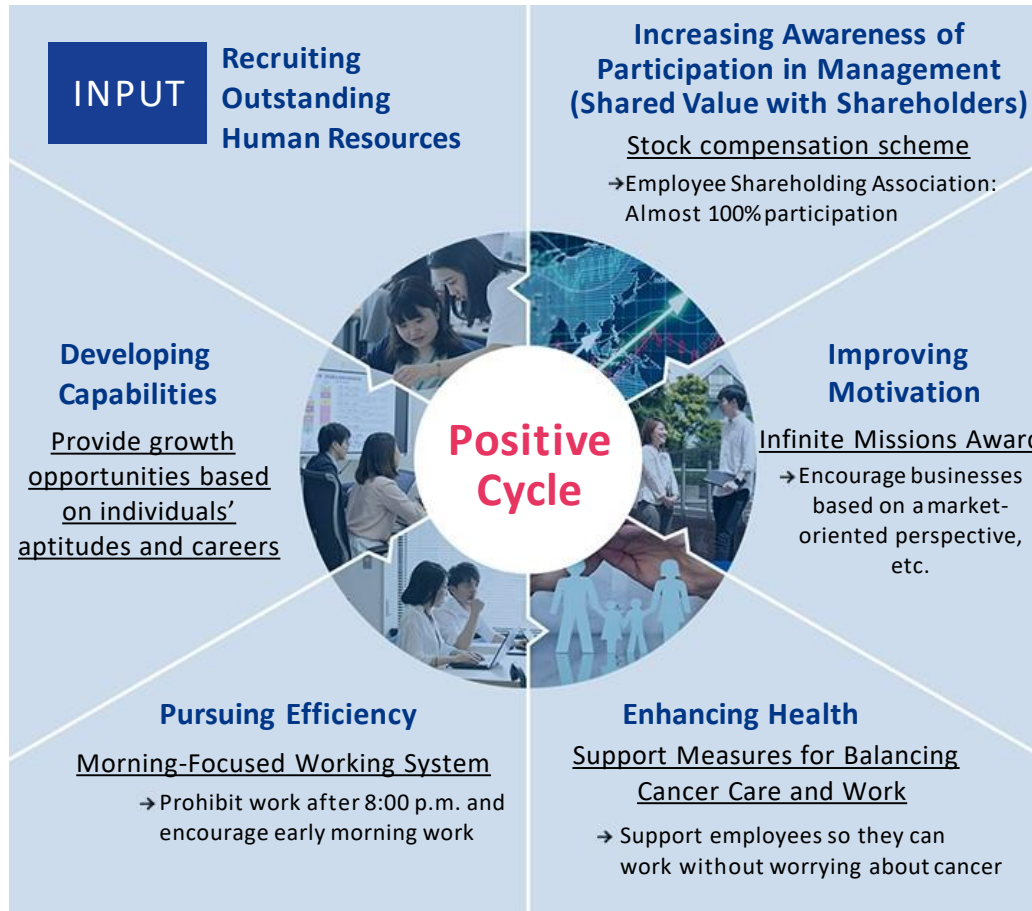 INPUT
Recruiting
Outstanding
Human Resources
Increasing Awareness of
Participation in Management
(Shared Value with Shareholders)
Stock compensation scheme
→Employee Shareholding Association:
Almost 100% participation
Developing
Capabilities
Provide growth
opportunities based
on individuals’
aptitudes and careers
Positive
Cycle
Improving
Motivation
Infinite Missions Award
→Encourage businesses
based on a market-
oriented perspective,
etc.
Pursuing Efficiency
Morning-Focused Working System
→Prohibit work after 8:00 p.m. and
encourage early morning work
Enhancing Health
Support Measures for Balancing
Cancer Care and Work
→ Support employees so they can
work without worrying about cancer